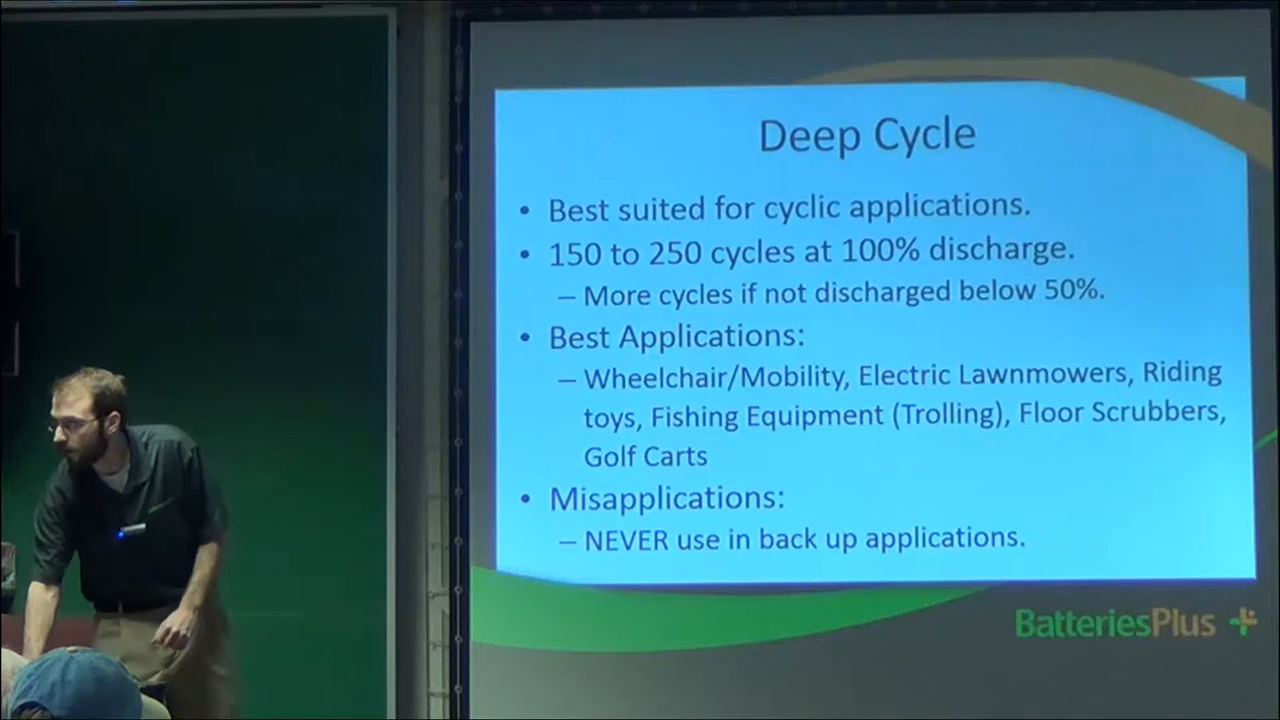 Deep Cycle
• Best suited for cyclic applications.
• 150 to 250 cycles at 100% discharge.
– More cycles if not discharged below 50%.
• Best Applications:
– Wheelchair/Mobility, Electric Lawnmowers, Riding
toys, Fishing Equipment (Trolling), Floor Scrubbers,
Golf Carts
• Misapplications:
– NEVER use in back up applications.
BatteriesPlus